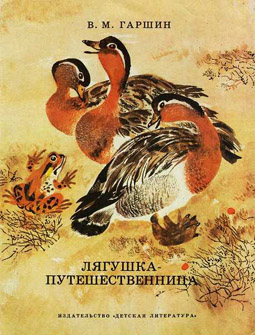 В. М. ГАРШИН
ЛЯГУШКА-
ПУТЕШЕСТВЕННИЦА
ИЗДАТЕЛЬСТВО «ДЕТСКАЯ ЛИТЕРАТУРА»